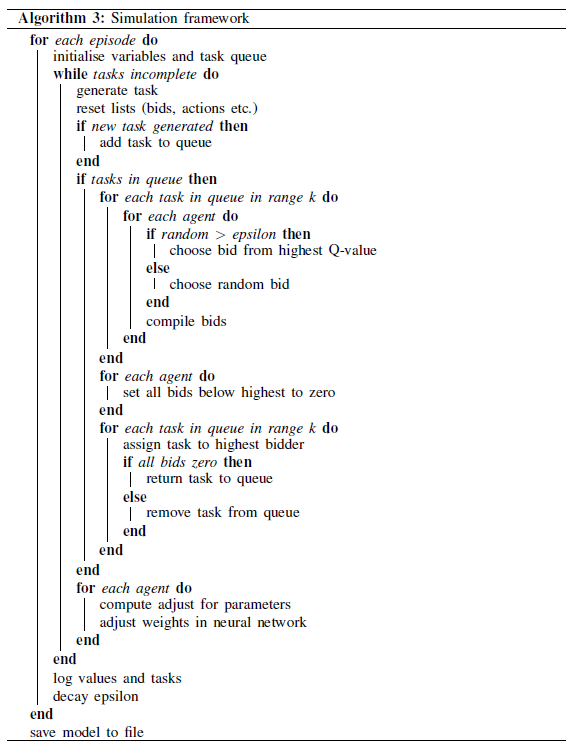 Algorithm 3: Simulation framework
for each episode do
initialise variables and task queue
while tasks incomplete do
generate task
reset lists (bids, actions etc.)
if new task generated then
add task to queue
end
if tasks in queue then
for each task in queue in range k do
for each agent do
if random > epsilon then
choose bid from highest Q-value
else
choose random bid
end
compile bids
end
end
for each agent do
set all bids below highest to zero
end
for each task in queue in range k do
assign task to highest bidder
if all bids zero then
return task to queue
else
remove task from queue
end
end
end
for each agent do
compute adjust for parameters
adjust weights in neural network
end
end
log values and tasks
decay epsilon
end
save model to file